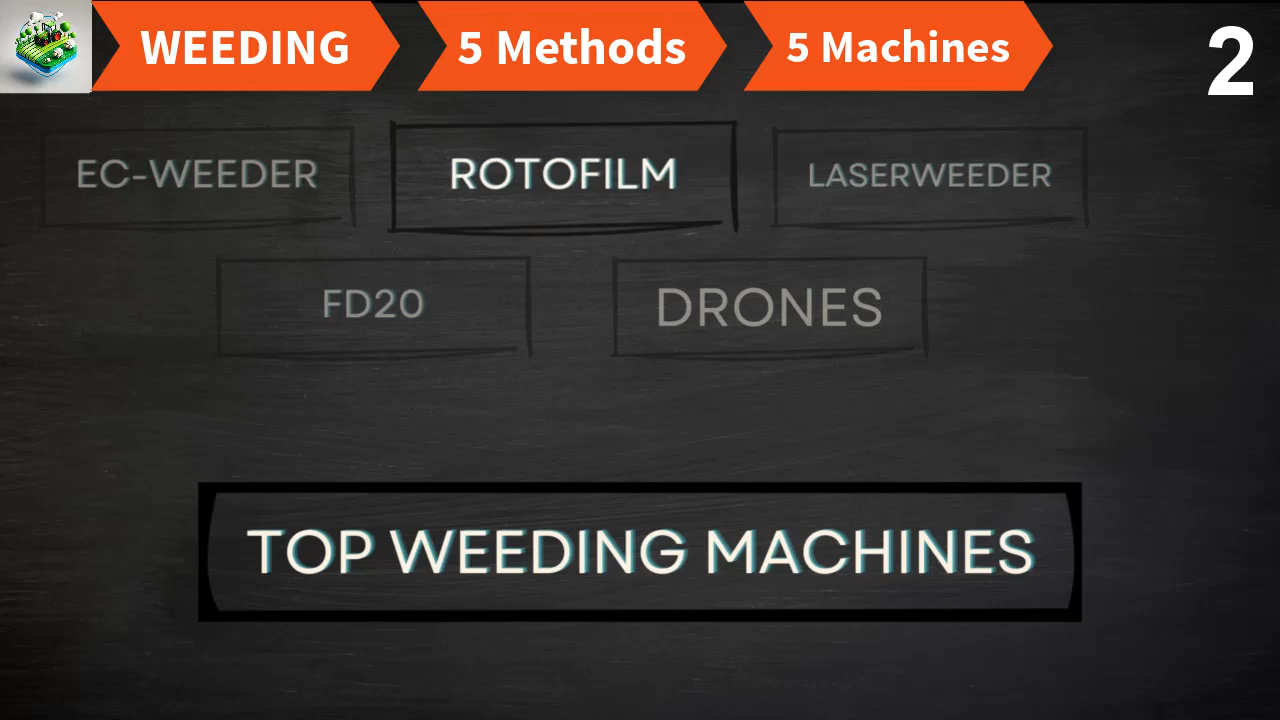 WEEDING
5 Methods
5 Machines
2
EC-WEEDER
ROTOFILM
LASERWEEDER
FD20
DRONES
TOP WEEDING MACHINES